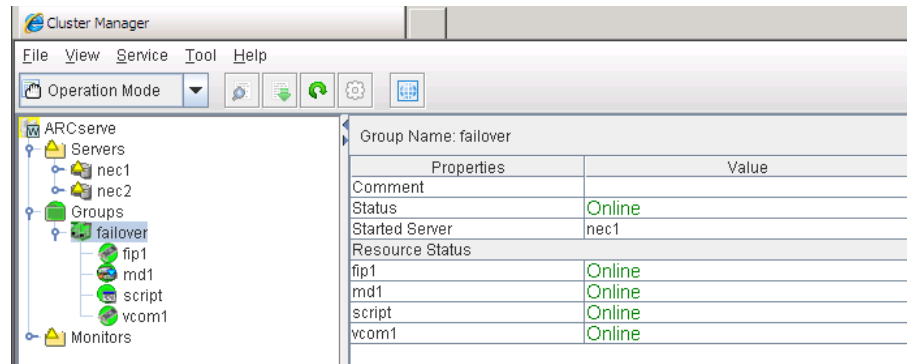 Cluster Manager
File View Service Tool Help
Operation Mode
ARCserve
Servers
nec1
nec2
Groups
failover
fip1
md1
script
vcom1
Monitors
Group Name: failover
Properties Value
Comment
Status Online
Started Server nec1
Resource Status
fip1 Online
md1 Online
script Online
vcom1 Online